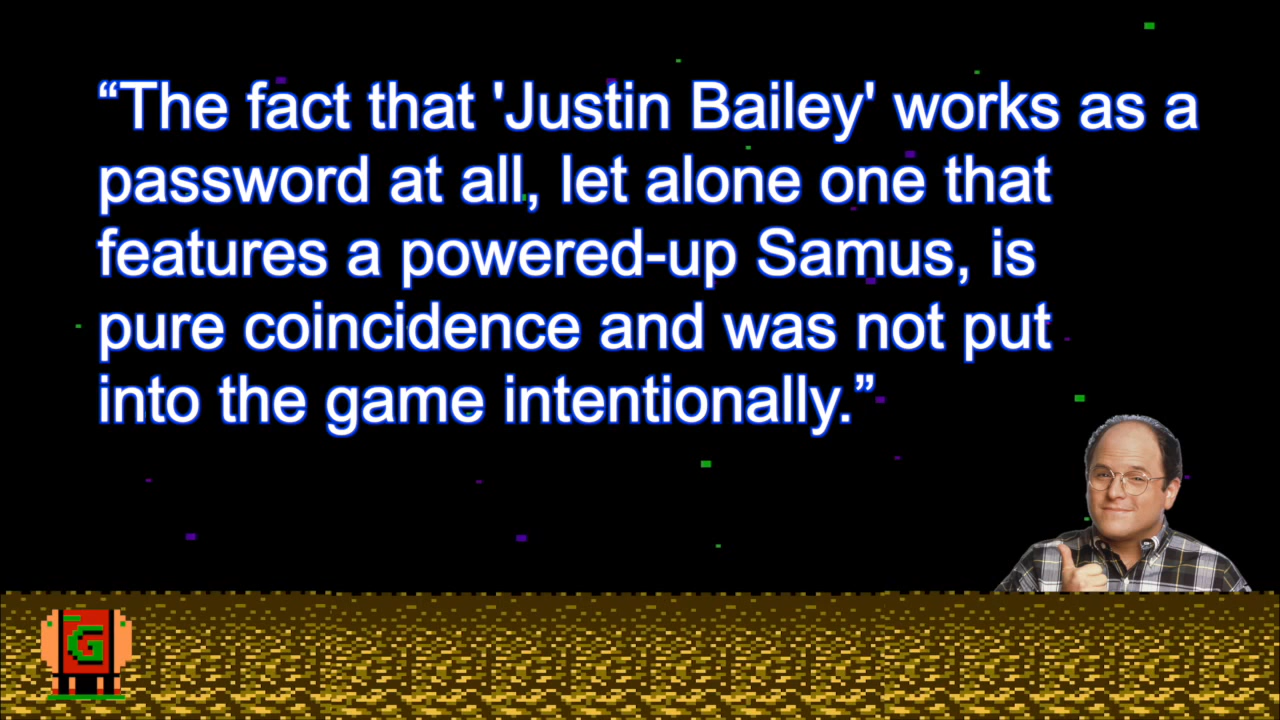 “The fact that 'Justin Bailey' works as a
password at all, let alone one that
features a powered-up Samus, is
pure coincidence and was not put
into the game intentionally.”
G